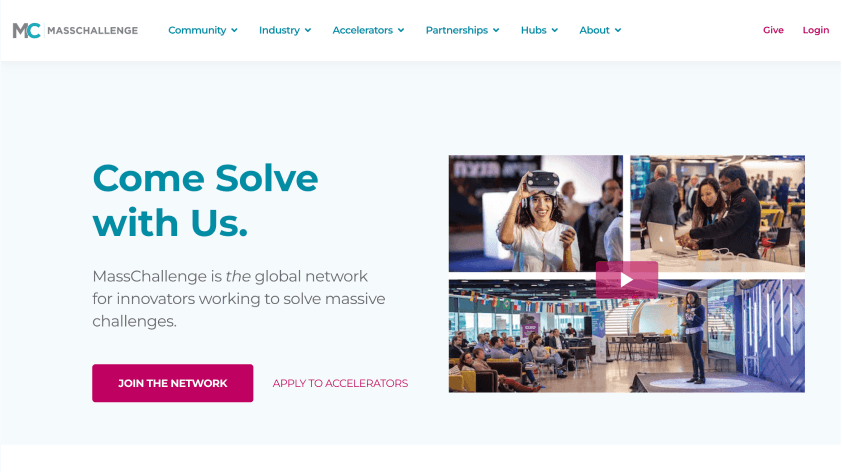 MC MASSCHALLENGE
Community
Industry
Accelerators
Partnerships
Hubs
About
Give
Login
Come Solve
with Us.
MassChallenge is the global network
for innovators working to solve massive
challenges.
JOIN THE NETWORK
APPLY TO ACCELERATORS